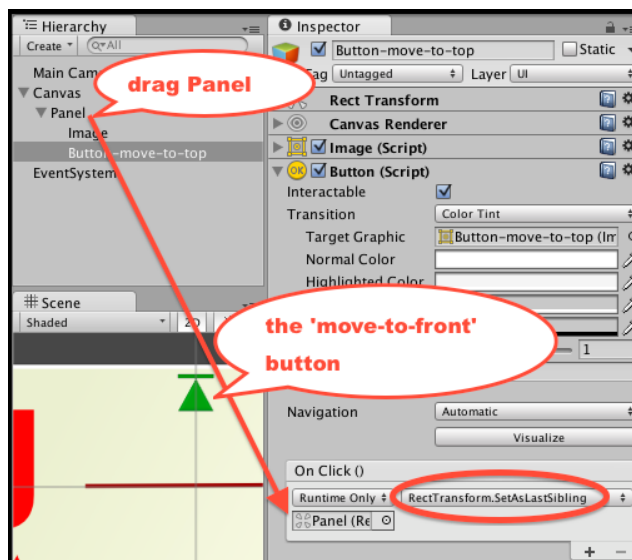 Hierarchy
Create
All
Main Cam
Canvas
Panel
Image
Button-move-to-top
EventSystem
drag Panel
Inspector
Button-move-to-top
Static
Tag Untagged Layer UI
Rect Transform
Canvas Renderer
Image (Script)
OK Button (Script)
Interactable
Transition Color Tint
Target Graphic Button-move-to-top (Im
Normal Color
Highlighted Color
1
Navigation Automatic
Visualize
On Click ()
Runtime Only RectTransform.SetAsLastSibling
Panel (Re
Scene
Shaded 2D
the 'move-to-front'
button